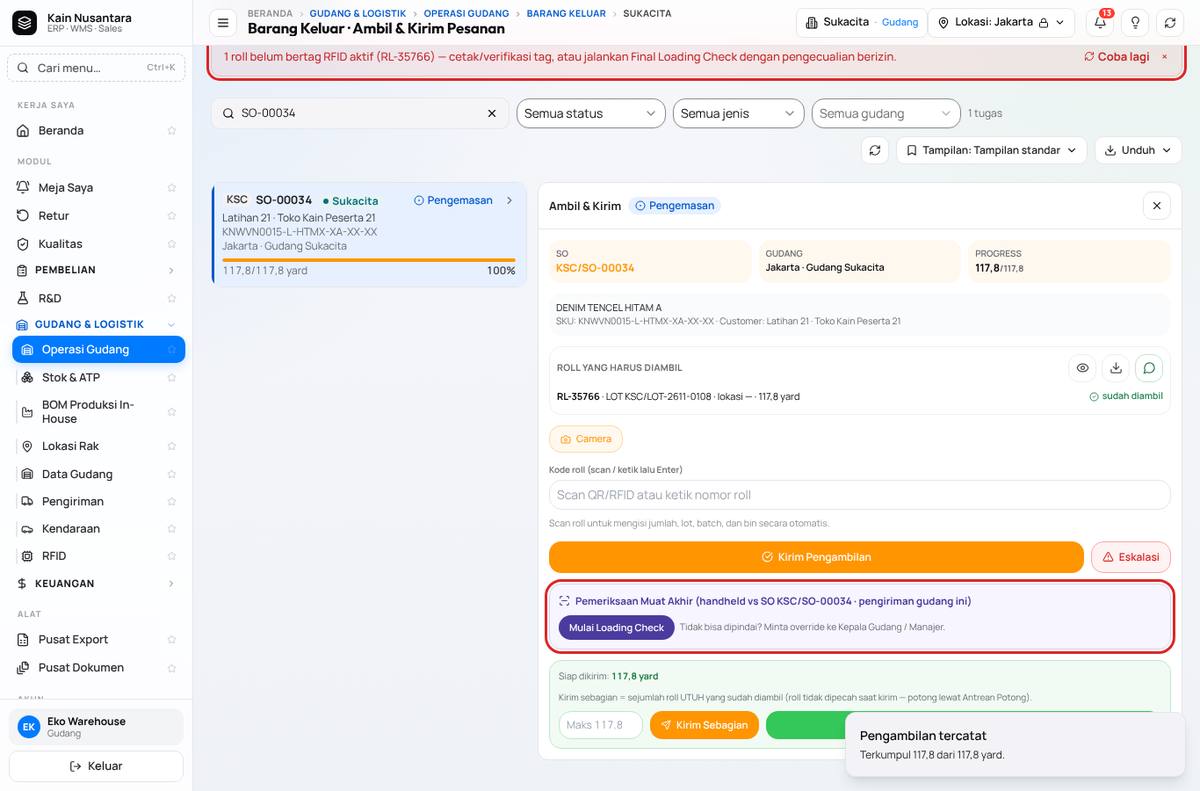 Kain Nusantara
ERP · WMS · Sales
Cari menu... Ctrl+K
KERJA SAYA
Beranda
MODUL
Meja Saya
Retur
Kualitas
PEMBELIAN
R&D
GUDANG & LOGISTIK
Operasi Gudang
Stok & ATP
BOM Produksi In-House
Lokasi Rak
Data Gudang
Pengiriman
Kendaraan
RFID
KEUANGAN
ALAT
Pusat Export
Pusat Dokumen
AKUN
EK Eko Warehouse
Gudang
Keluar
BERANDA > GUDANG & LOGISTIK > OPERASI GUDANG > BARANG KELUAR > SUKACITA
Barang Keluar · Ambil & Kirim Pesanan
Sukacita · Gudang
Lokasi: Jakarta
13
1 roll belum bertag RFID aktif (RL-35766) — cetak/verifikasi tag, atau jalankan Final Loading Check dengan pengecualian berizin.
Coba lagi ×
SO-00034
Semua status
Semua jenis
Semua gudang
1 tugas
Tampilan: Tampilan standar
Unduh
KSC SO-00034 • Sukacita Pengemasan
Latihan 21 · Toko Kain Peserta 21
KNWVN0015-L-HTMX-XA-XX-XX
Jakarta · Gudang Sukacita
117,8/117,8 yard 100%
Ambil & Kirim Pengemasan
SO
KSC/SO-00034
GUDANG
Jakarta · Gudang Sukacita
PROGRESS
117,8/117,8
DENIM TENCEL HITAM A
SKU: KNWVN0015-L-HTMX-XA-XX-XX · Customer: Latihan 21 · Toko Kain Peserta 21
ROLL YANG HARUS DIAMBIL
RL-35766 · LOT KSC/LOT-2611-0108 · lokasi — · 117,8 yard sudah diambil
Camera
Kode roll (scan / ketik lalu Enter)
Scan QR/RFID atau ketik nomor roll
Scan roll untuk mengisi jumlah, lot, batch, dan bin secara otomatis.
Kirim Pengambilan
Eskalasi
Pemeriksaan Muat Akhir (handheld vs SO KSC/SO-00034 · pengiriman gudang ini)
Mulai Loading Check Tidak bisa dipindai? Minta override ke Kepala Gudang / Manajer.
Siap dikirim: 117,8 yard
Kirim sebagian = sejumlah roll UTUH yang sudah diambil (roll tidak dipecah saat kirim — potong lewat Antrean Potong).
Maks 117.8
Kirim Sebagian
Pengambilan tercatat
Terkumpul 117,8 dari 117,8 yard.